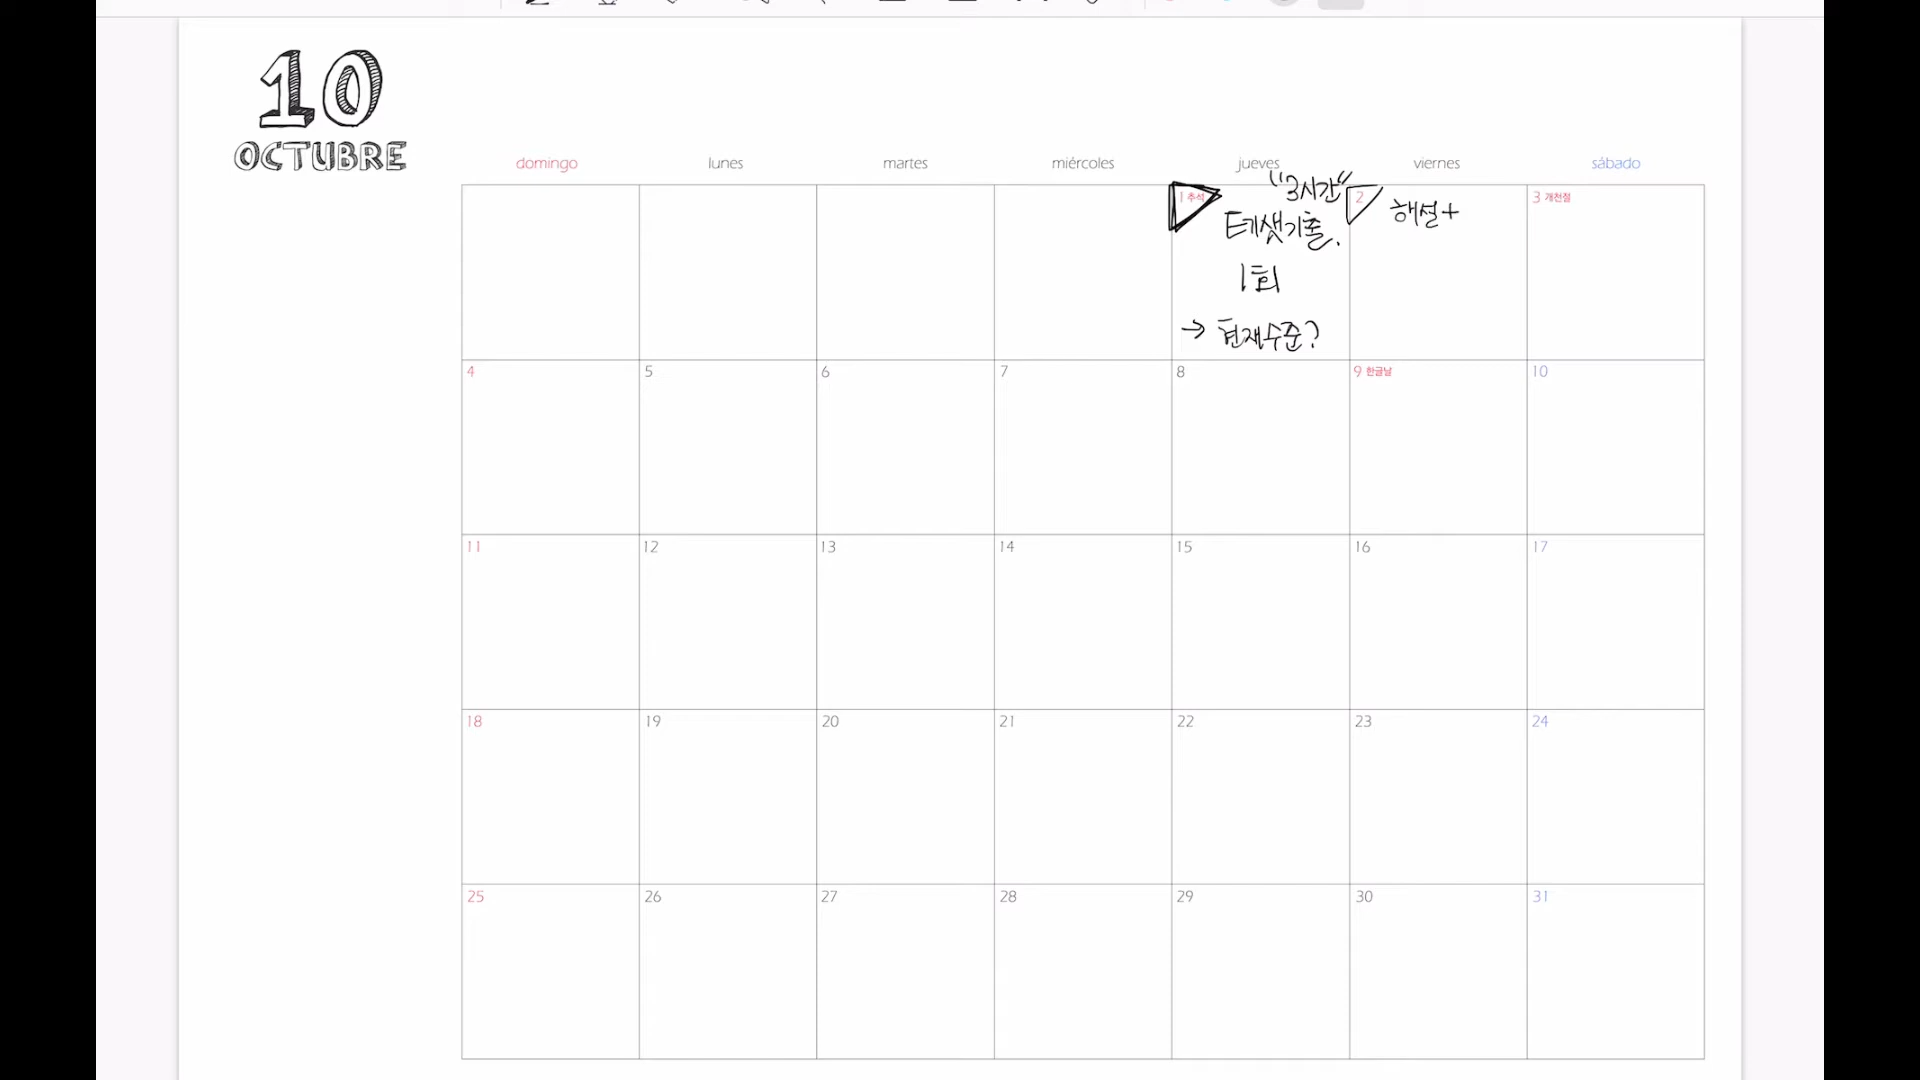 10
OCTUBRE
domingo lunes martes miércoles jueves viernes sábado
"3시간"
1 추석 2 3 개천절
해설+
테샛기출.
1회
→ 현재수준?
4 5 6 7 8 9 한글날 10
11 12 13 14 15 16 17
18 19 20 21 22 23 24
25 26 27 28 29 30 31